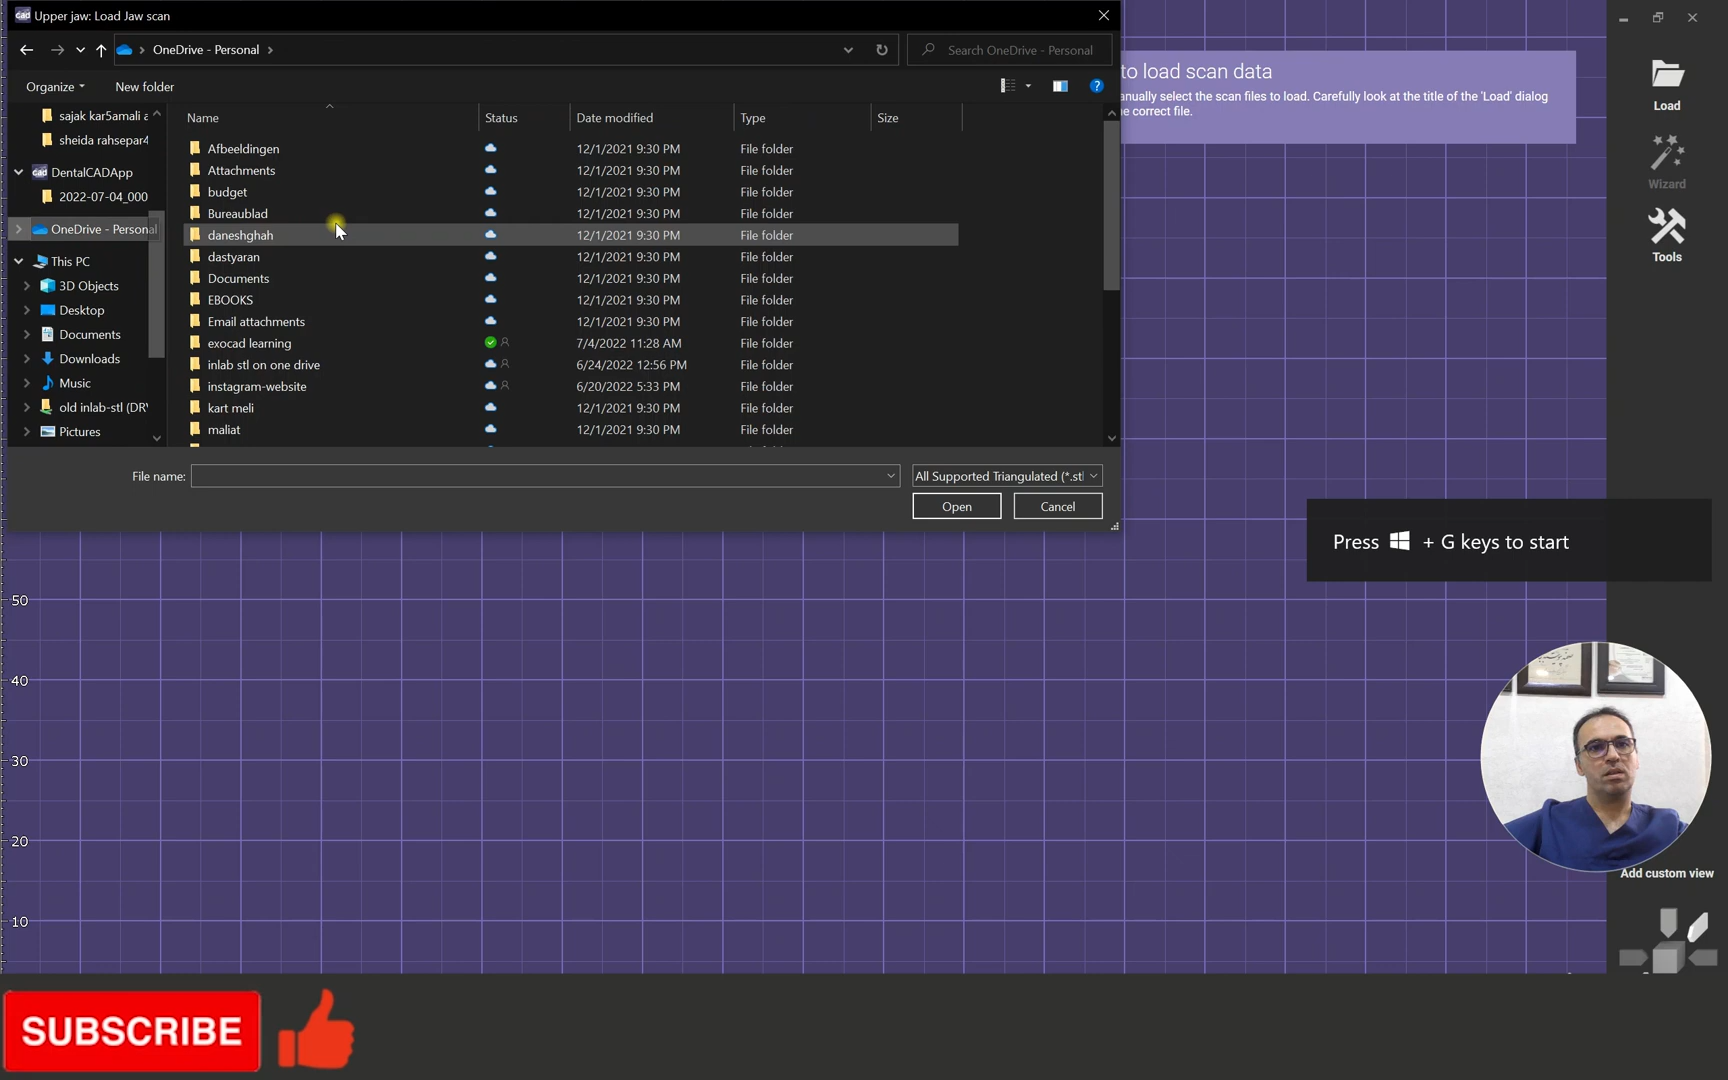 cad Upper jaw: Load Jaw scan
OneDrive - Personal
Search OneDrive - Personal
Organize
New folder
sajak kar5amali a
sheida rahsepar4
cad DentalCADApp
2022-07-04_000
OneDrive - Personal
This PC
3D Objects
Desktop
Documents
Downloads
Music
old inlab-stl (DRV
Pictures
Name Status Date modified Type Size
Afbeeldingen 12/1/2021 9:30 PM File folder
Attachments 12/1/2021 9:30 PM File folder
budget 12/1/2021 9:30 PM File folder
Bureaublad 12/1/2021 9:30 PM File folder
daneshghah 12/1/2021 9:30 PM File folder
dastyaran 12/1/2021 9:30 PM File folder
Documents 12/1/2021 9:30 PM File folder
EBOOKS 12/1/2021 9:30 PM File folder
Email attachments 12/1/2021 9:30 PM File folder
exocad learning 7/4/2022 11:28 AM File folder
inlab stl on one drive 6/24/2022 12:56 PM File folder
instagram-website 6/20/2022 5:33 PM File folder
kart meli 12/1/2021 9:30 PM File folder
maliat 12/1/2021 9:30 PM File folder
File name:
All Supported Triangulated (*.stl
Open
Cancel
to load scan data
anually select the scan files to load. Carefully look at the title of the 'Load' dialog
e correct file.
Load
Wizard
Tools
Press + G keys to start
50
40
30
20
10
Add custom view
SUBSCRIBE